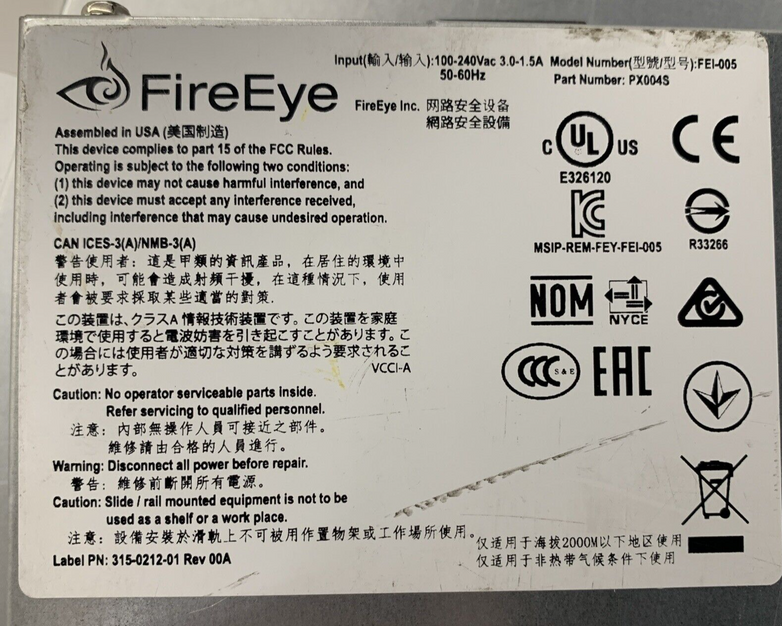 FireEye
Input(輸入/输入):100-240Vac 3.0-1.5A
50-60Hz
Model Number(型號/型号):FEI-005
Part Number: PX004S
FireEye Inc. 网路安全设备
網路安全設備
Assembled in USA (美国制造)
This device complies to part 15 of the FCC Rules.
Operating is subject to the following two conditions:
(1) this device may not cause harmful interference, and
(2) this device must accept any interference received,
including interference that may cause undesired operation.
C UL US
E326120
CE
MSIP-REM-FEY-FEI-005
R33266
CAN ICES-3(A)/NMB-3(A)
警告使用者: 這是甲類的資訊產品, 在居住的環境中
使用時, 可能會造成射頻干擾, 在這種情況下, 使用
者會被要求採取某些適當的對策.
NOM
NYCE
この装置は、クラスA 情報技術装置です。この装置を家庭
環境で使用すると電波妨害を引き起こすことがあります。こ
の場合には使用者が適切な対策を講ずるよう要求されるこ
とがあります。
VCCI-A
CCC S&E
EAC
Caution: No operator serviceable parts inside.
Refer servicing to qualified personnel.
注意: 內部無操作人員可接近之部件。
維修請由合格的人員進行。
Warning: Disconnect all power before repair.
警告: 維修前斷開所有電源。
Caution: Slide / rail mounted equipment is not to be
used as a shelf or a work place.
注意: 設備安裝於滑軌上不可被用作置物架或工作場所使用。
仅适用于海拔2000M以下地区使用
仅适用于非热带气候条件下使用
Label PN: 315-0212-01 Rev 00A